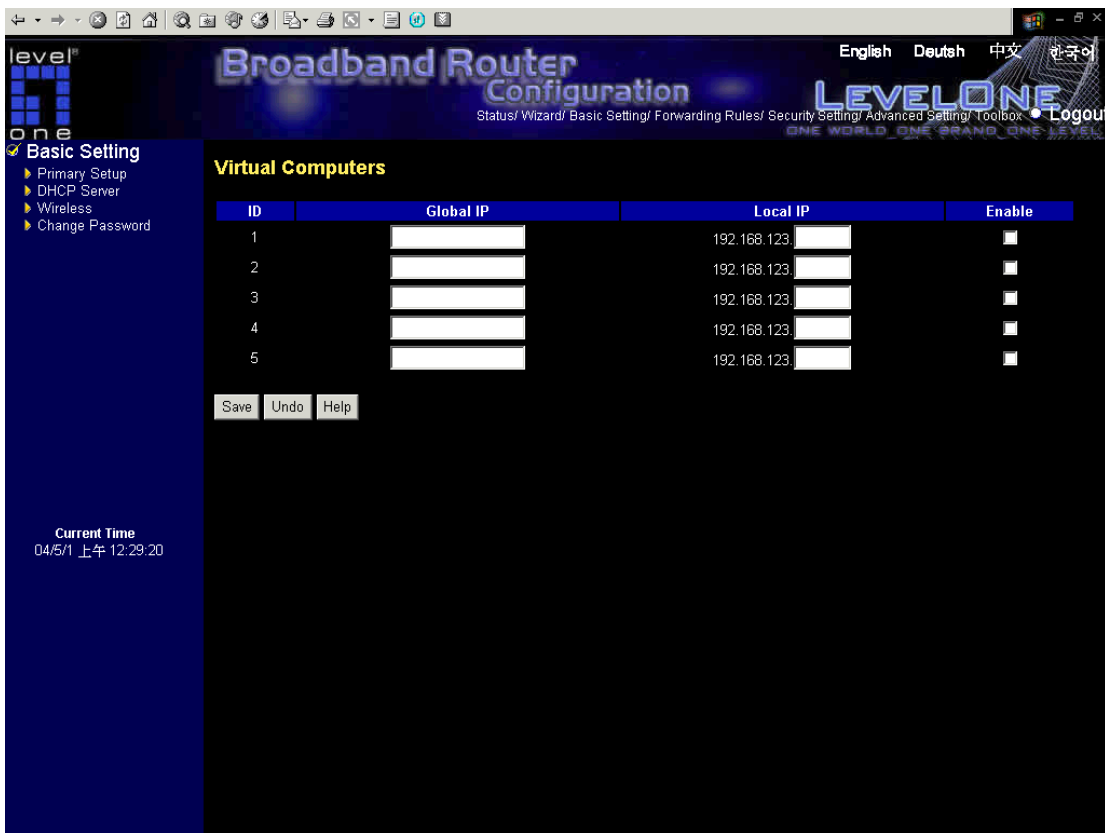 level®
one
Broadband Router
Configuration
English Deutsh 中文 한국어
LEVELONE
Status/ Wizard/ Basic Setting/ Forwarding Rules/ Security Setting/ Advanced Setting/ Toolbox Logout
ONE WORLD_ONE BRAND_ONE LEVEL
Basic Setting
Primary Setup
DHCP Server
Wireless
Change Password
Virtual Computers
ID Global IP Local IP Enable
1 192.168.123.
2 192.168.123.
3 192.168.123.
4 192.168.123.
5 192.168.123.
Save Undo Help
Current Time
04/5/1 上午 12:29:20